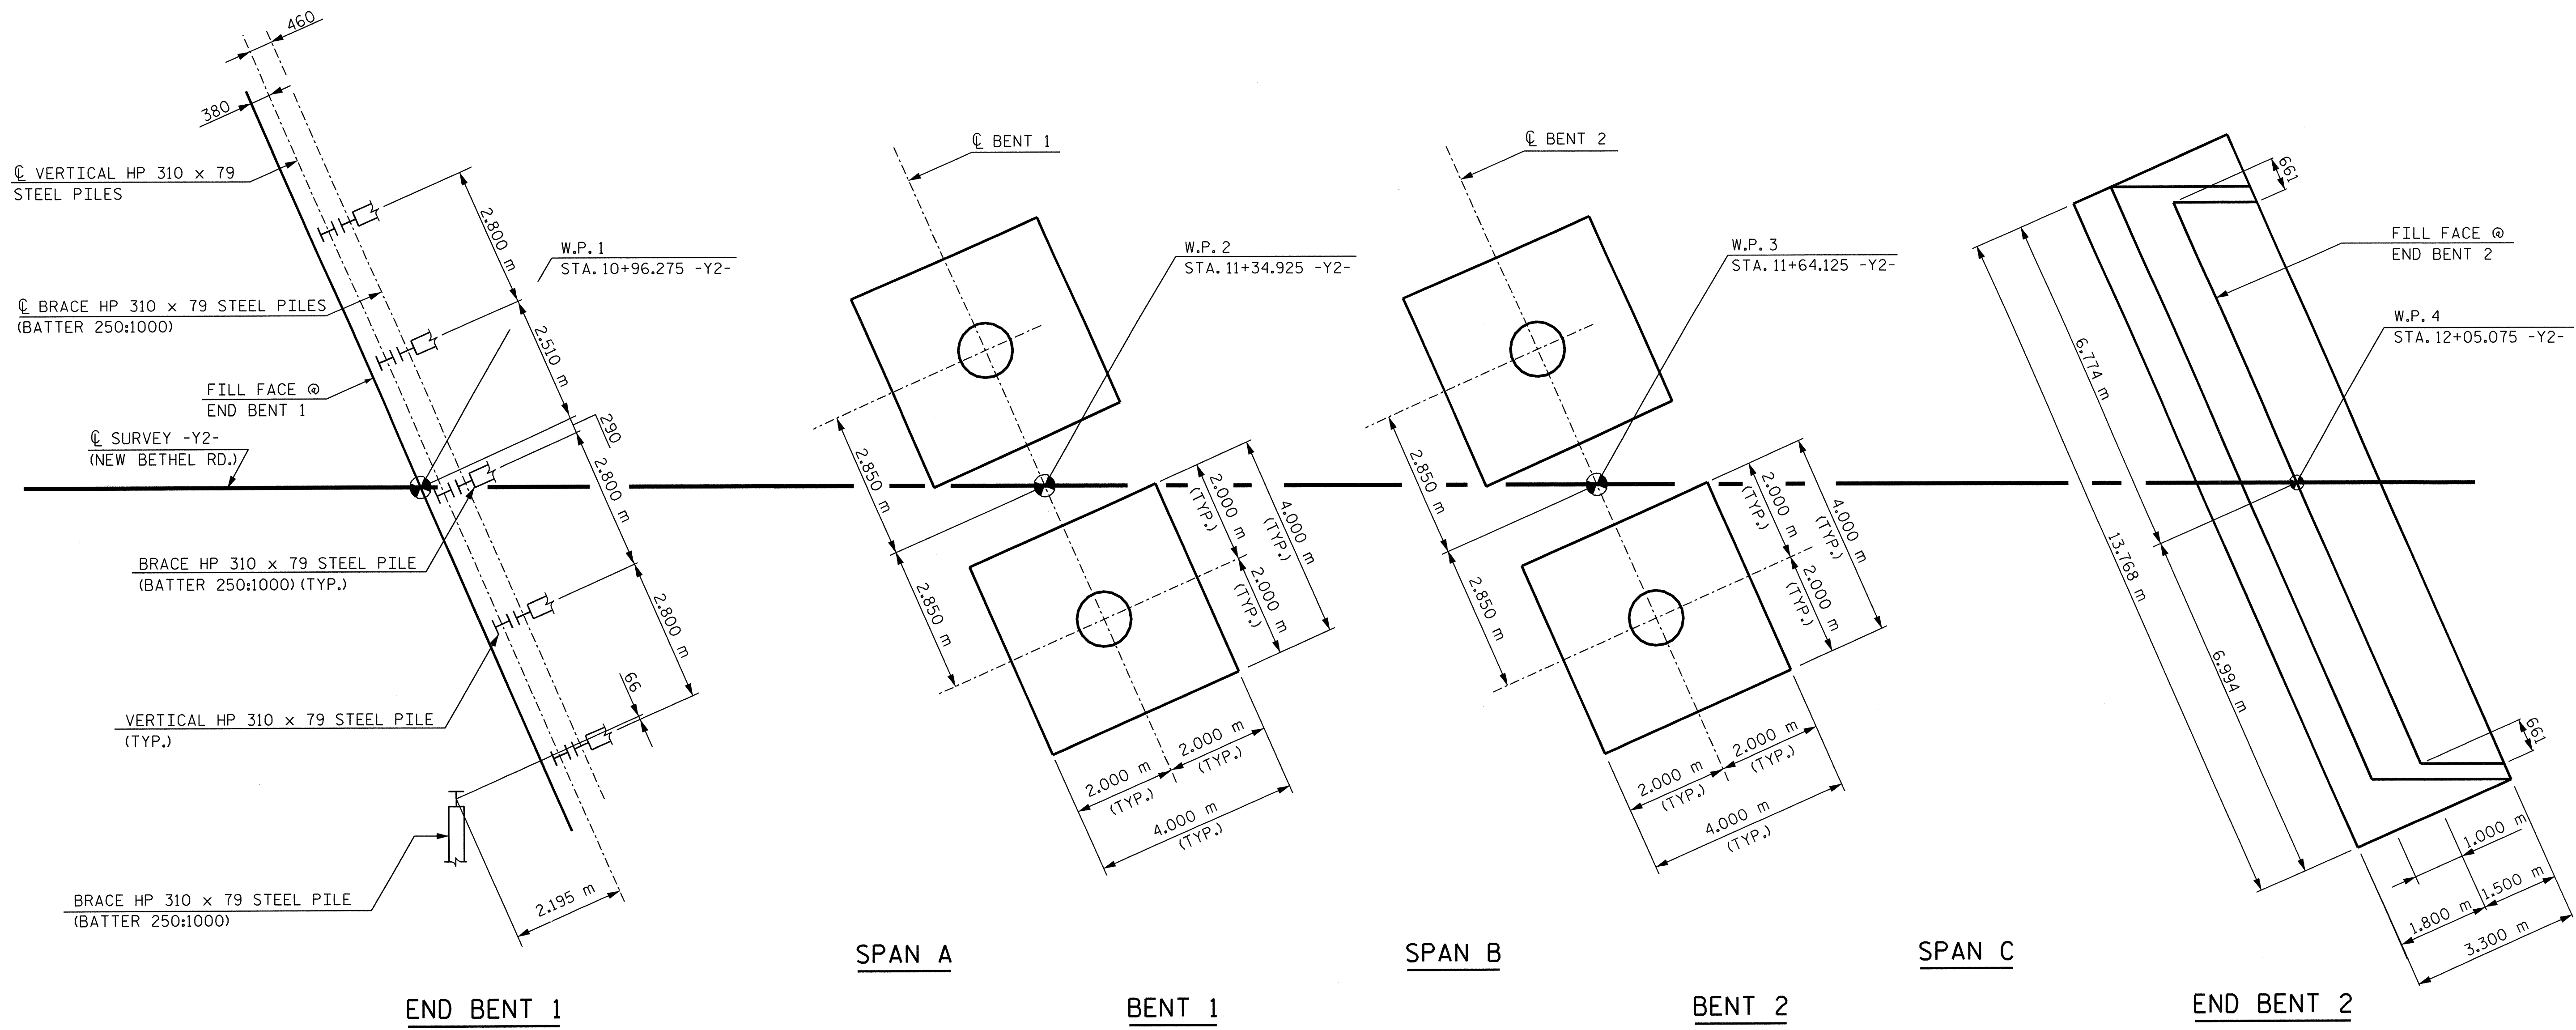 460
380
℄ VERTICAL HP 310 x 79
STEEL PILES
℄ BRACE HP 310 x 79 STEEL PILES
(BATTER 250:1000)
FILL FACE @
END BENT 1
℄ SURVEY -Y2-
(NEW BETHEL RD.)
BRACE HP 310 x 79 STEEL PILE
(BATTER 250:1000) (TYP.)
VERTICAL HP 310 x 79 STEEL PILE
(TYP.)
BRACE HP 310 x 79 STEEL PILE
(BATTER 250:1000)
2.800 m
2.510 m
290
2.800 m
2.800 m
66
2.195 m
W.P. 1
STA. 10+96.275 -Y2-
END BENT 1
℄ BENT 1
W.P. 2
STA. 11+34.925 -Y2-
2.850 m
2.850 m
2.000 m
(TYP.)
4.000 m
(TYP.)
2.000 m
(TYP.)
2.000 m
(TYP.)
2.000 m
(TYP.)
4.000 m
(TYP.)
SPAN A
BENT 1
℄ BENT 2
W.P. 3
STA. 11+64.125 -Y2-
2.850 m
2.850 m
2.000 m
(TYP.)
4.000 m
(TYP.)
2.000 m
(TYP.)
2.000 m
(TYP.)
2.000 m
(TYP.)
4.000 m
(TYP.)
SPAN B
BENT 2
SPAN C
661
FILL FACE @
END BENT 2
W.P. 4
STA. 12+05.075 -Y2-
6.774 m
13.768 m
6.994 m
661
1.000 m
1.500 m
1.800 m
3.300 m
END BENT 2